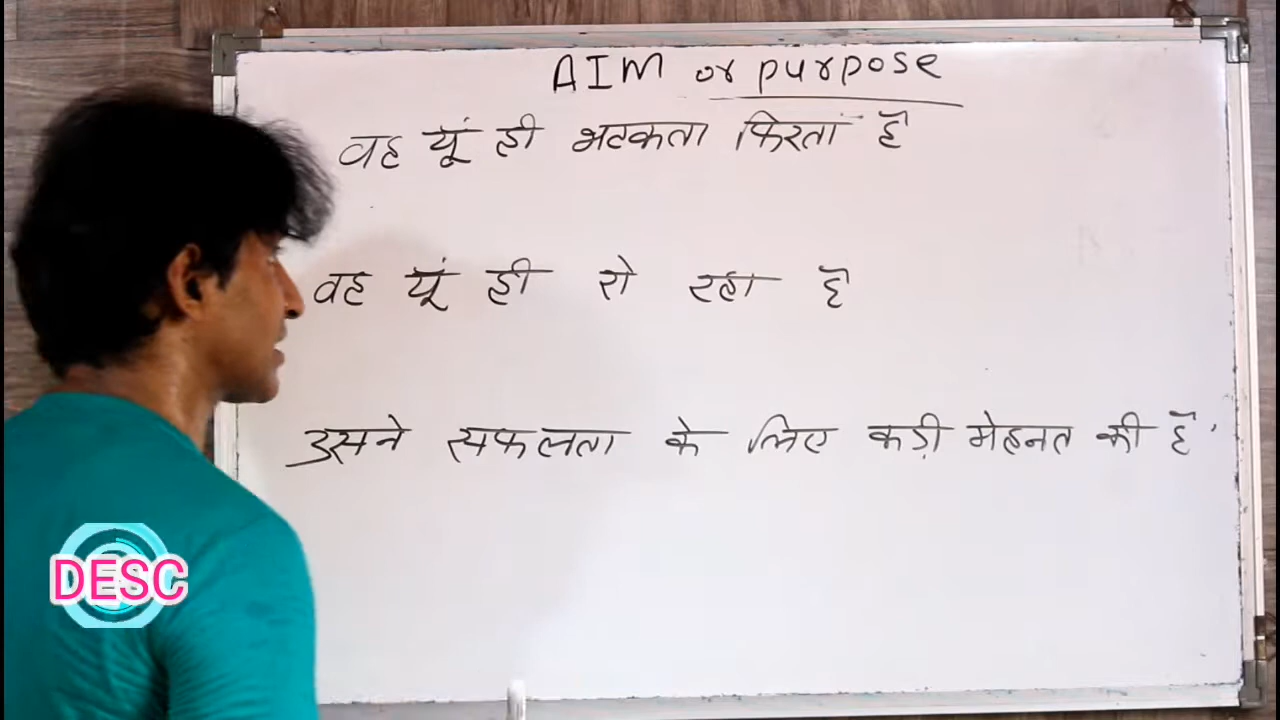 AIM or purpose
वह यूं ही भटकता फिरता है
वह यूं ही रो रहा है
उसने सफलता के लिए कड़ी मेहनत की है
DESC